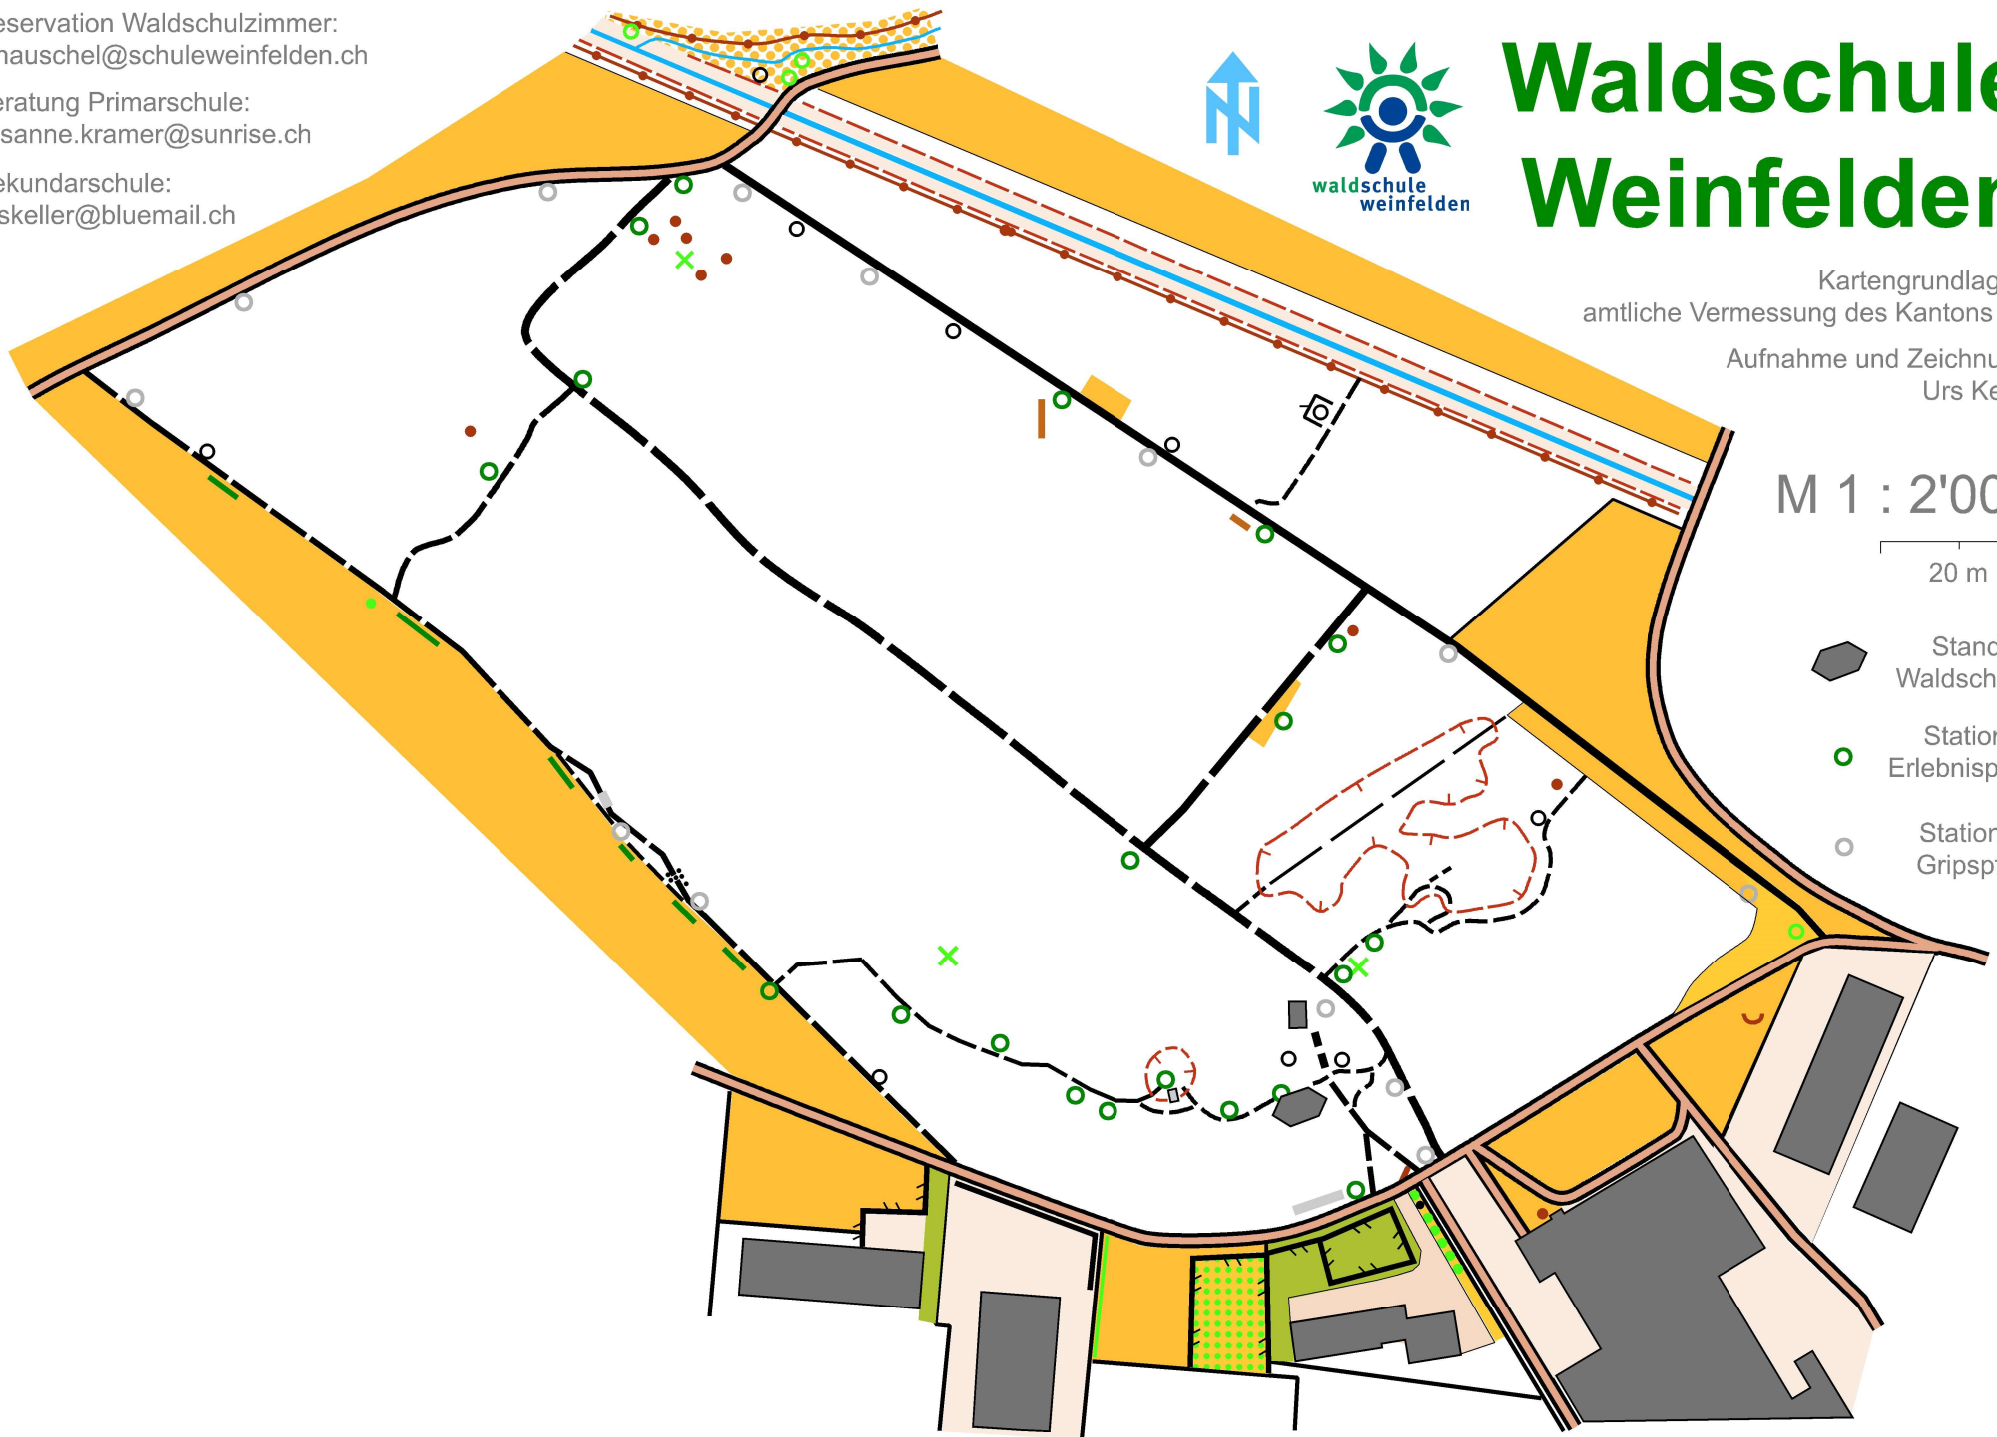 eservation Waldschulzimmer:
hauschel@schuleweinfelden.ch
eratung Primarschule:
sanne.kramer@sunrise.ch
ekundarschule:
skeller@bluemail.ch
N
waldschule
weinfelden
Waldschule
Weinfelden
Kartengrundlag
amtliche Vermessung des Kantons
Aufnahme und Zeichnu
Urs Ke
M 1 : 2'00
20 m
Stand
Waldsch
Station
Erlebnisp
Station
Gripsp